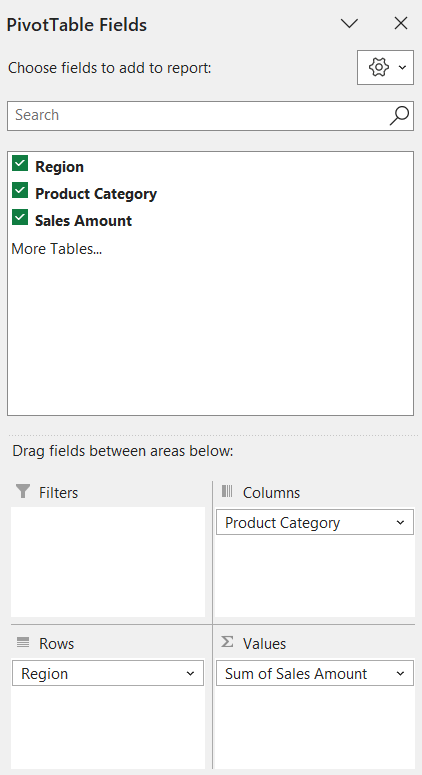 PivotTable Fields
Choose fields to add to report:
Search
Region
Product Category
Sales Amount
More Tables...
Drag fields between areas below:
Filters
Columns
Product Category
Rows
Values
Region
Sum of Sales Amount